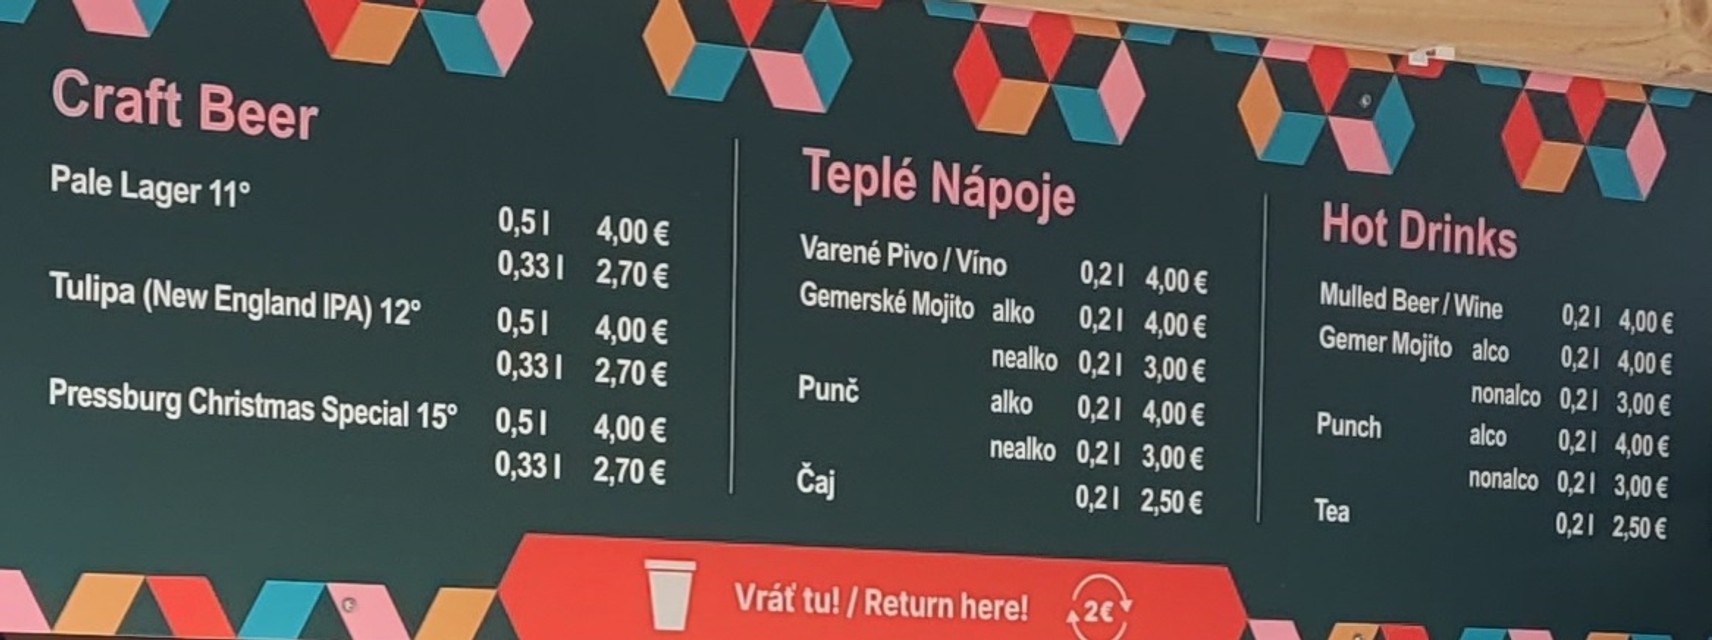 Craft Beer
Pale Lager 11°
0,5 l 4,00 €
0,33 l 2,70 €
Tulipa (New England IPA) 12°
0,5 l 4,00 €
0,33 l 2,70 €
Pressburg Christmas Special 15°
0,5 l 4,00 €
0,33 l 2,70 €
Teplé Nápoje
Varené Pivo / Víno 0,2 l 4,00 €
Gemerské Mojito alko 0,2 l 4,00 €
nealko 0,2 l 3,00 €
Punč alko 0,2 l 4,00 €
nealko 0,2 l 3,00 €
Čaj 0,2 l 2,50 €
Hot Drinks
Mulled Beer / Wine 0,2 l 4,00 €
Gemer Mojito alco 0,2 l 4,00 €
nonalco 0,2 l 3,00 €
Punch alco 0,2 l 4,00 €
nonalco 0,2 l 3,00 €
Tea 0,2 l 2,50 €
Vráť tu! / Return here! 2€